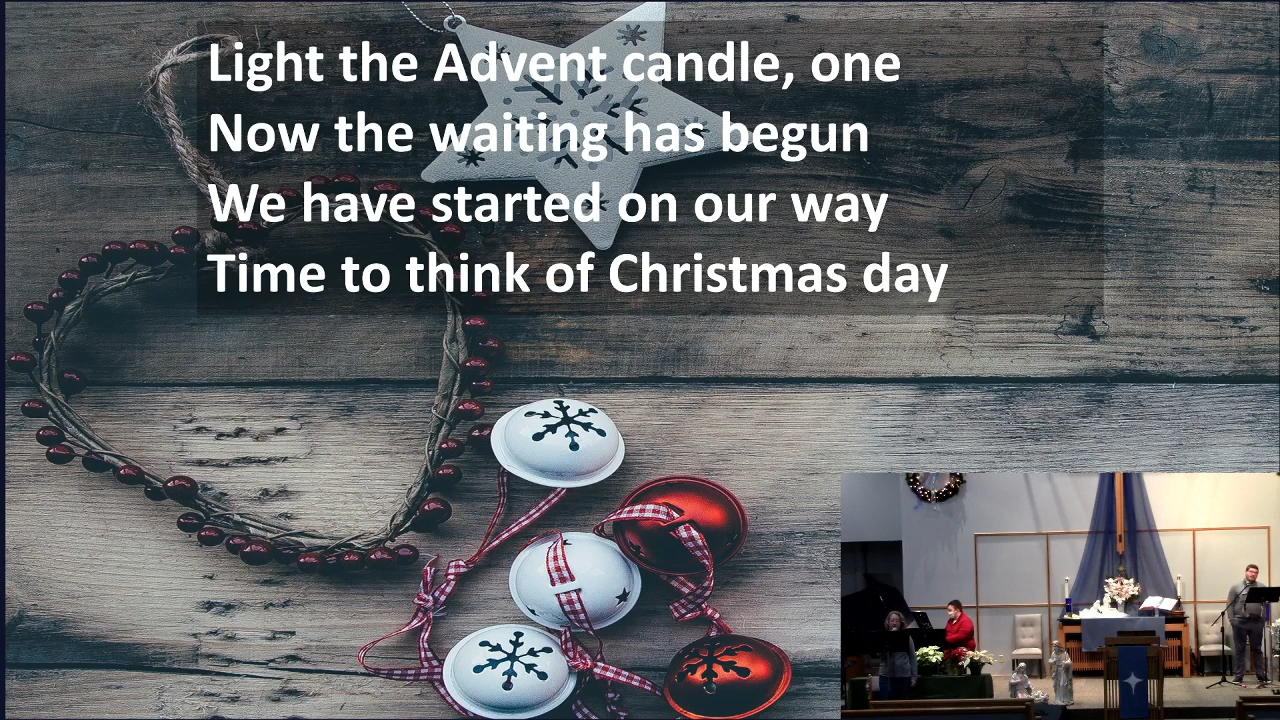 Light the Advent candle, one
Now the waiting has begun
We have started on our way
Time to think of Christmas day